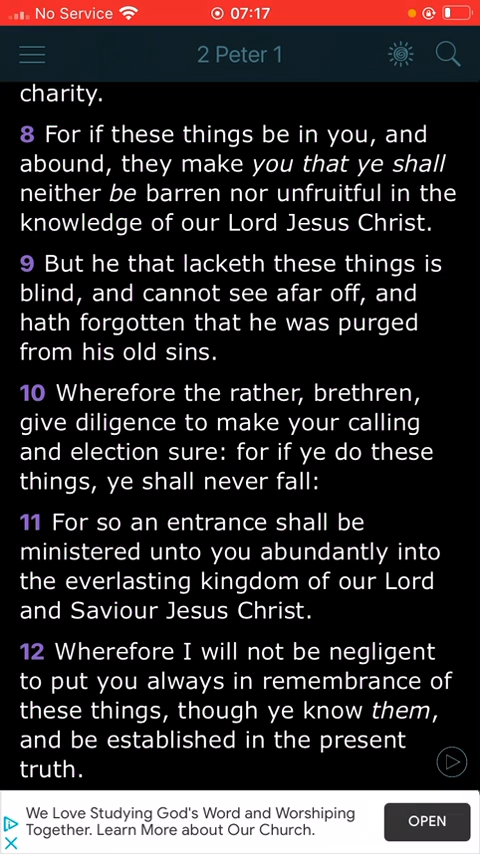 No Service 07:17
2 Peter 1
charity.
8 For if these things be in you, and
abound, they make you that ye shall
neither be barren nor unfruitful in the
knowledge of our Lord Jesus Christ.
9 But he that lacketh these things is
blind, and cannot see afar off, and
hath forgotten that he was purged
from his old sins.
10 Wherefore the rather, brethren,
give diligence to make your calling
and election sure: for if ye do these
things, ye shall never fall:
11 For so an entrance shall be
ministered unto you abundantly into
the everlasting kingdom of our Lord
and Saviour Jesus Christ.
12 Wherefore I will not be negligent
to put you always in remembrance of
these things, though ye know them,
and be established in the present
truth.
We Love Studying God's Word and Worshiping
Together. Learn More about Our Church.
OPEN